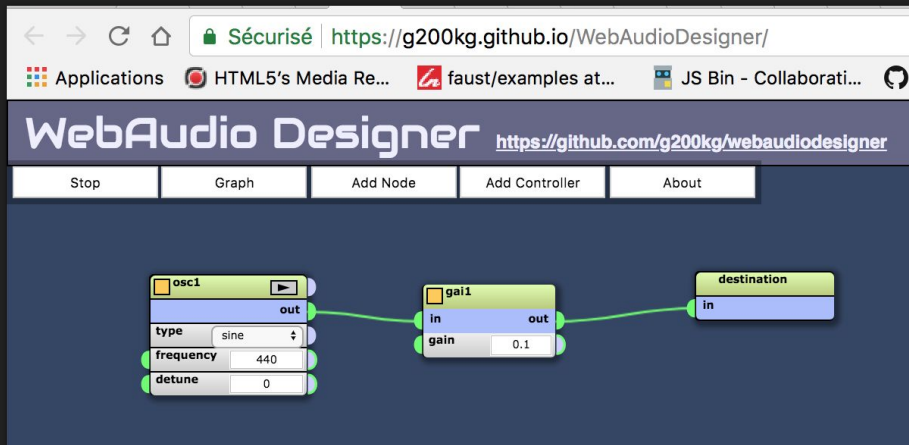 Sécurisé | https://g200kg.github.io/WebAudioDesigner/
Applications HTML5's Media Re... faust/examples at... JS Bin - Collaborati...
WebAudio Designer https://github.com/g200kg/webaudiodesigner
Stop Graph Add Node Add Controller About
osc1
out
type sine
frequency 440
detune 0
gai1
in out
gain 0.1
destination
in